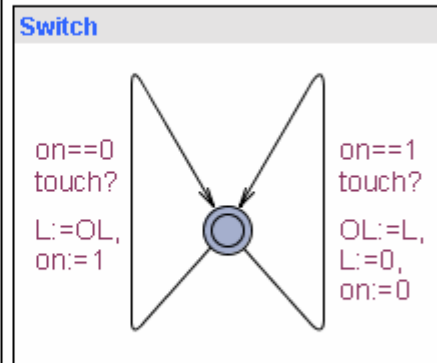 Switch
on==0
touch?
L:=OL,
on:=1
on==1
touch?
OL:=L,
L:=0,
on:=0